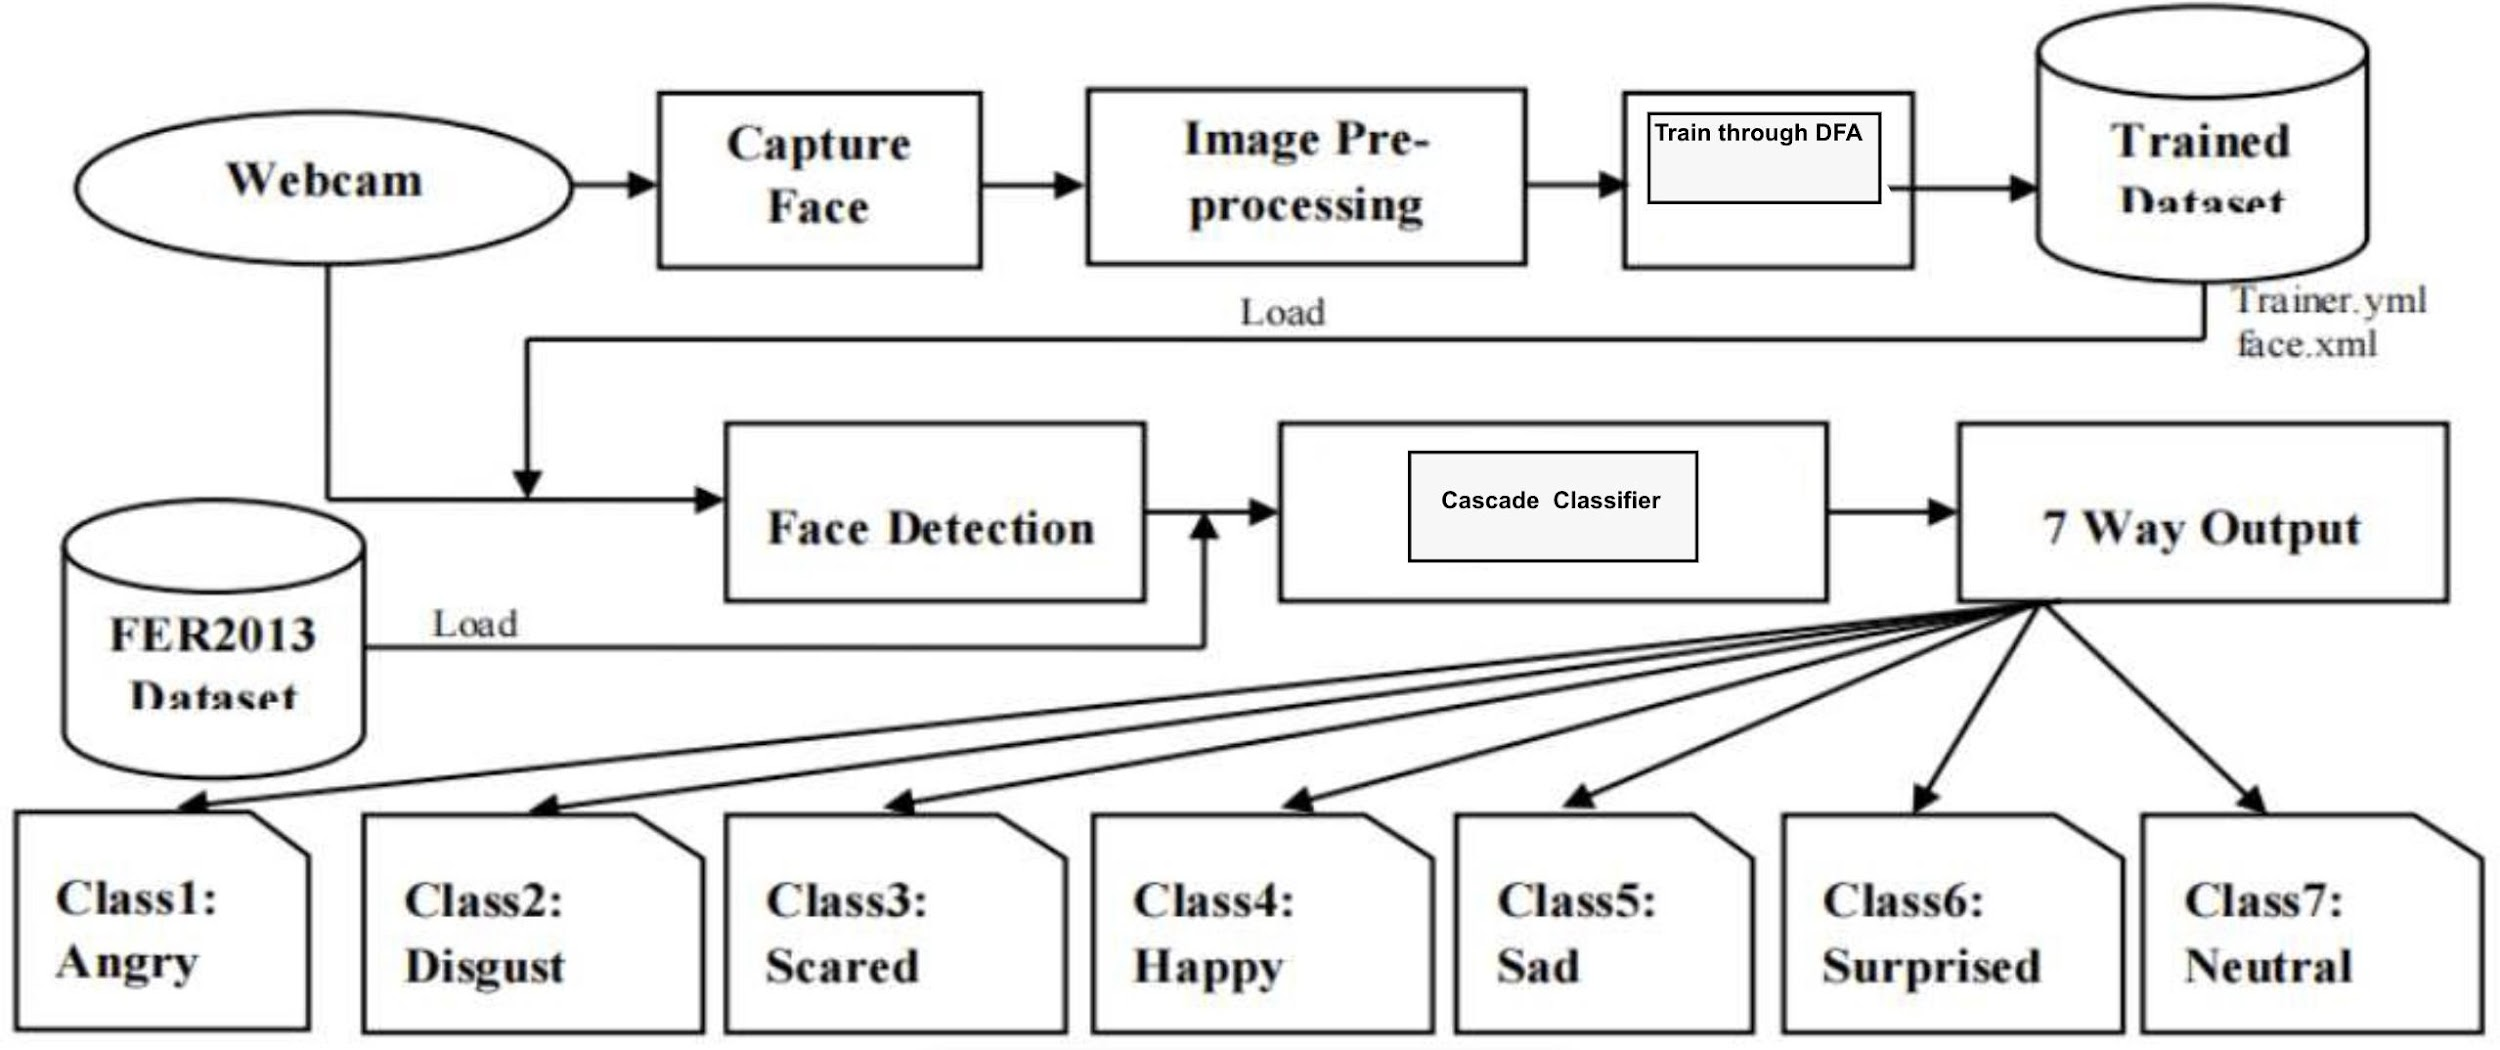 Webcam
Capture
Face
Image Pre-
processing
Train through DFA
Trained
Dataset
Trainer.yml
face.xml
Load
Face Detection
Cascade Classifier
7 Way Output
FER2013
Dataset
Load
Class1:
Angry
Class2:
Disgust
Class3:
Scared
Class4:
Happy
Class5:
Sad
Class6:
Surprised
Class7:
Neutral